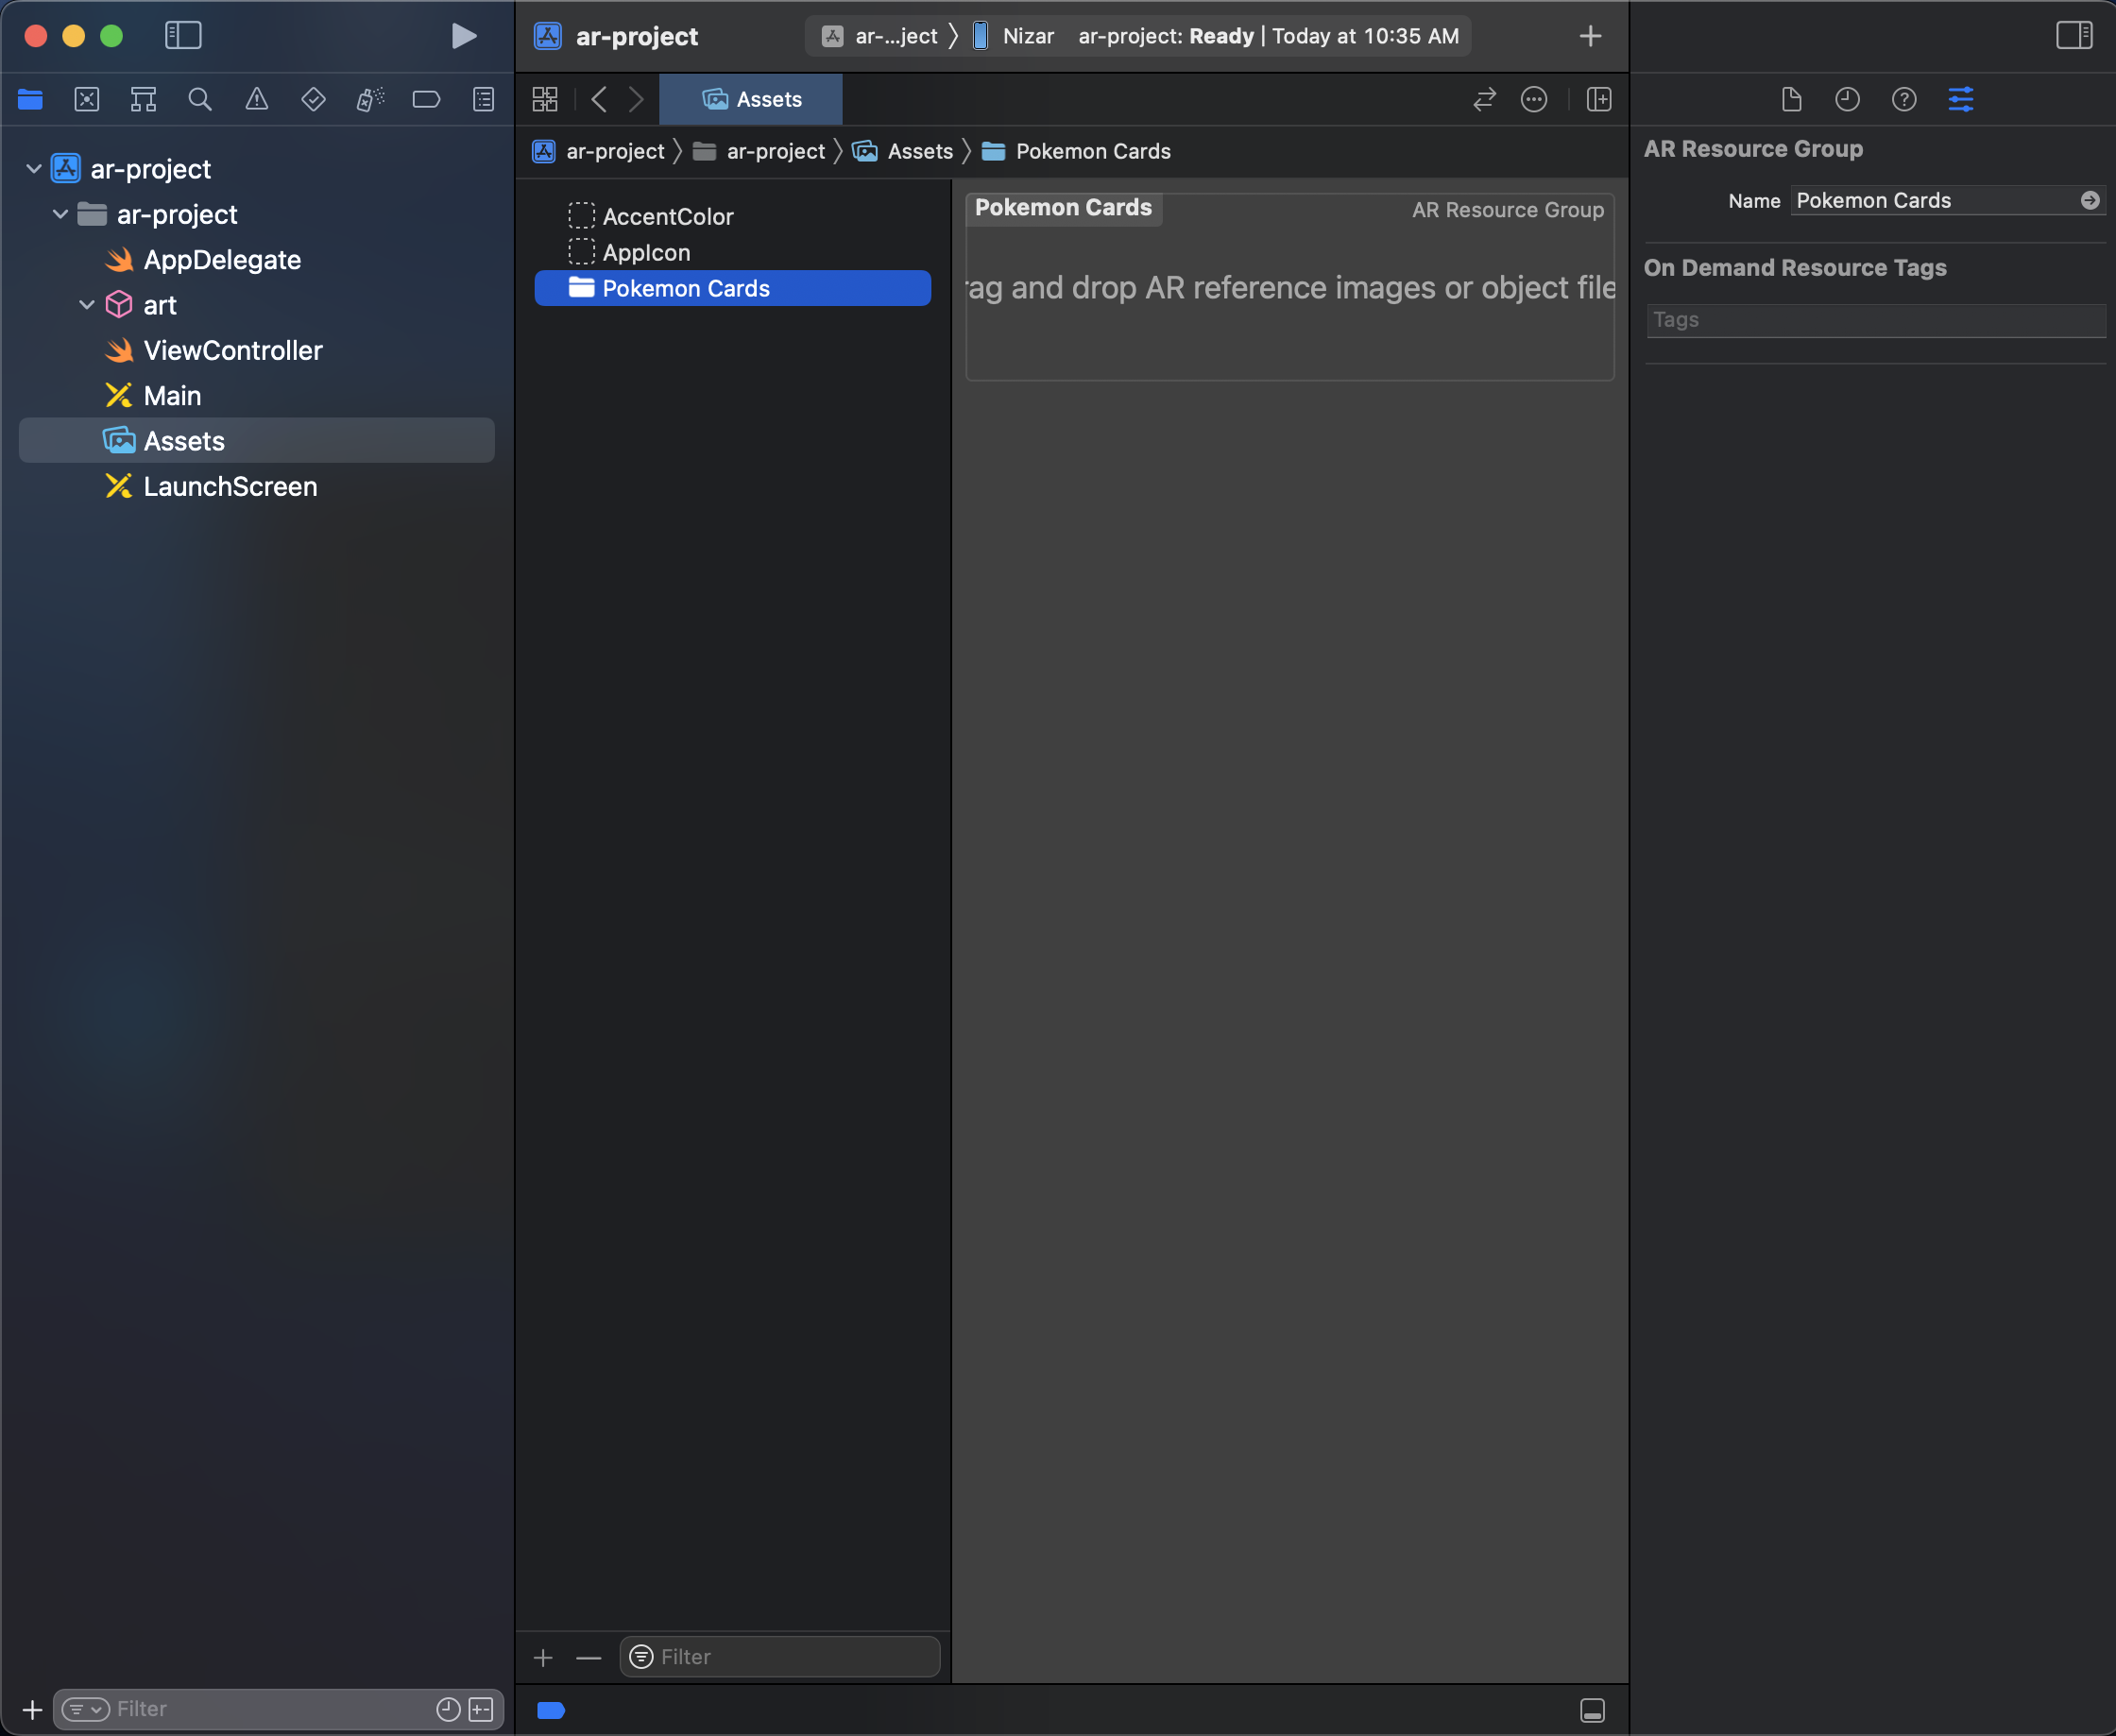 ar-project
ar-...ject
Nizar
ar-project: Ready | Today at 10:35 AM
Assets
ar-project
ar-project
Assets
Pokemon Cards
ar-project
ar-project
AppDelegate
art
ViewController
Main
Assets
LaunchScreen
Filter
AccentColor
AppIcon
Pokemon Cards
Filter
Pokemon Cards
AR Resource Group
rag and drop AR reference images or object file
AR Resource Group
Name Pokemon Cards
On Demand Resource Tags
Tags